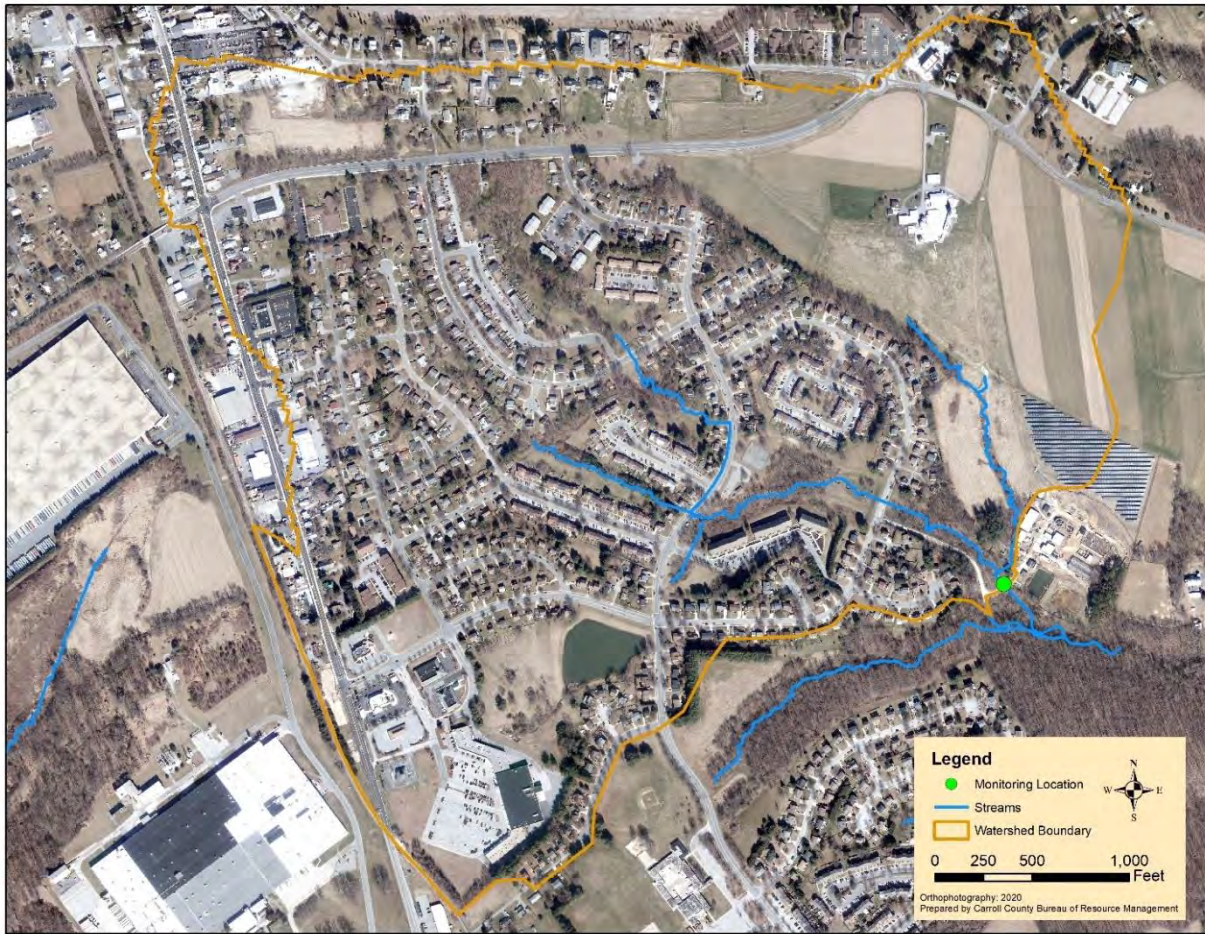 Legend
Monitoring Location
Streams
Watershed Boundary
N
W E
S
0 250 500 1,000
Feet
Orthophotography: 2020
Prepared by Carroll County Bureau of Resource Management